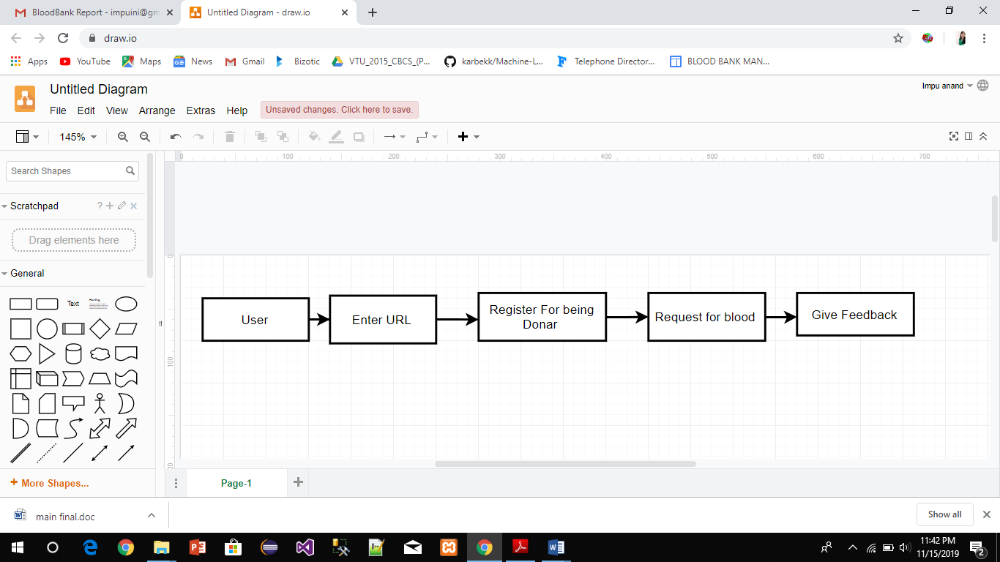 BloodBank Report - impuini@gm
Untitled Diagram - draw.io
draw.io
Apps
YouTube
Maps
News
Gmail
Bizotic
VTU_2015_CBCS_(P...
karbekk/Machine-L...
Telephone Director...
BLOOD BANK MAN...
Untitled Diagram
Impu anand
File Edit View Arrange Extras Help
Unsaved changes. Click here to save.
145%
0 100 200 300 400 500 600 700
Search Shapes
Scratchpad
?
Drag elements here
General
Text
Heading
0
100
User
Enter URL
Register For being
Donar
Request for blood
Give Feedback
More Shapes...
Page-1
main final.doc
Show all
11:42 PM
11/15/2019
2